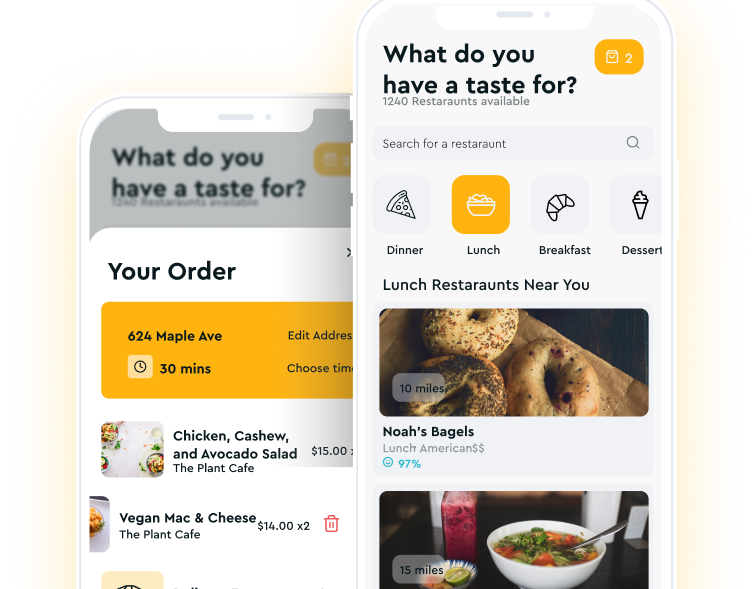 What do you
have a taste for?
1240 Restaraunts available
Your Order
624 Maple Ave
Edit Addres
30 mins
Choose time
Chicken, Cashew,
and Avocado Salad
$15.00
The Plant Cafe
Vegan Mac & Cheese
$14.00 x2
The Plant Cafe
What do you
have a taste for?
2
1240 Restaraunts available
Search for a restaraunt
Dinner
Lunch
Breakfast
Dessert
Lunch Restaraunts Near You
10 miles
Noah's Bagels
Lunch American$$
97%
15 miles